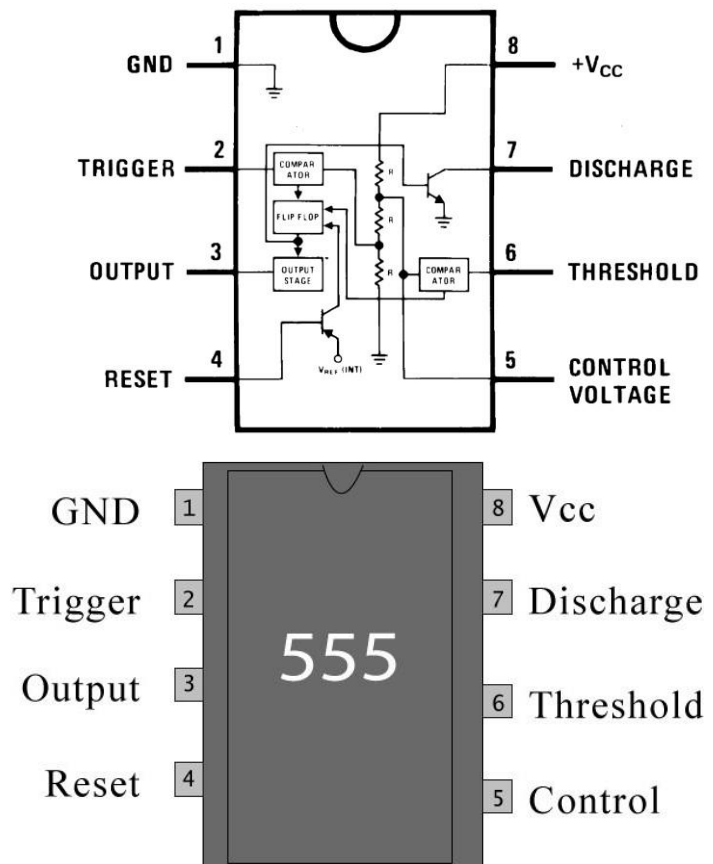 1
GND
8
+VCC
2
TRIGGER
COMPAR
ATOR
R
7
DISCHARGE
FLIP FLOP
R
3
OUTPUT
OUTPUT
STAGE
R
COMPAR
ATOR
6
THRESHOLD
4
RESET
VREF (INT)
5
CONTROL
VOLTAGE
GND 1 8 Vcc
Trigger 2 7 Discharge
555
Output 3 6 Threshold
Reset 4 5 Control